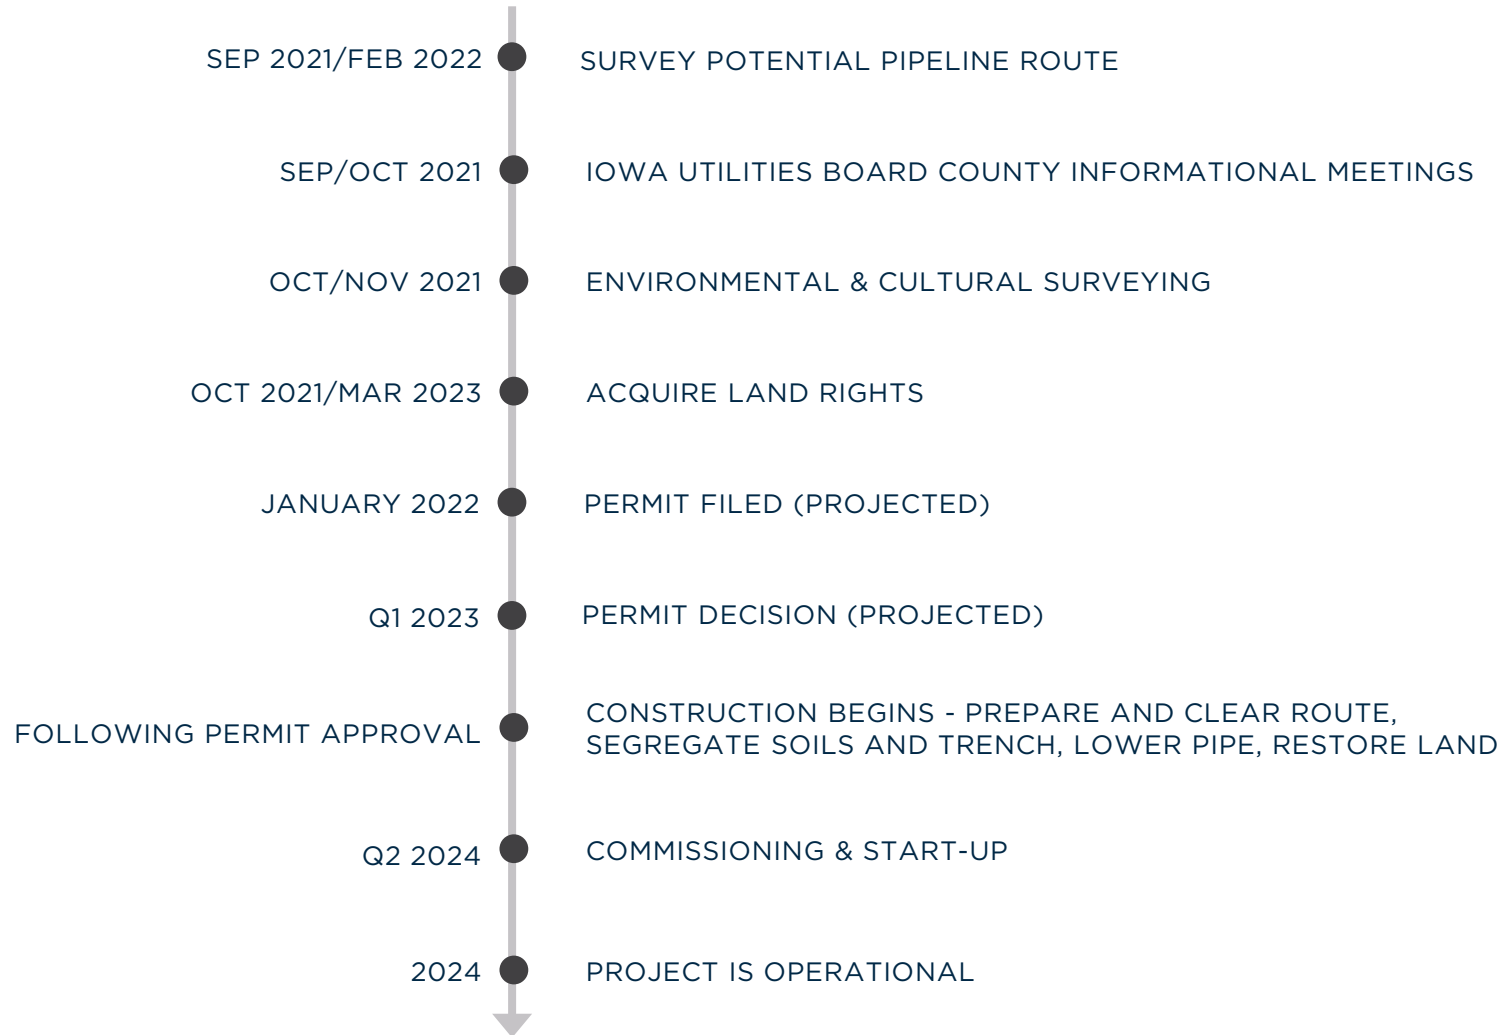 SEP 2021/FEB 2022
SURVEY POTENTIAL PIPELINE ROUTE
SEP/OCT 2021
IOWA UTILITIES BOARD COUNTY INFORMATIONAL MEETINGS
OCT/NOV 2021
ENVIRONMENTAL & CULTURAL SURVEYING
OCT 2021/MAR 2023
ACQUIRE LAND RIGHTS
JANUARY 2022
PERMIT FILED (PROJECTED)
Q1 2023
PERMIT DECISION (PROJECTED)
FOLLOWING PERMIT APPROVAL
CONSTRUCTION BEGINS - PREPARE AND CLEAR ROUTE,
SEGREGATE SOILS AND TRENCH, LOWER PIPE, RESTORE LAND
Q2 2024
COMMISSIONING & START-UP
2024
PROJECT IS OPERATIONAL